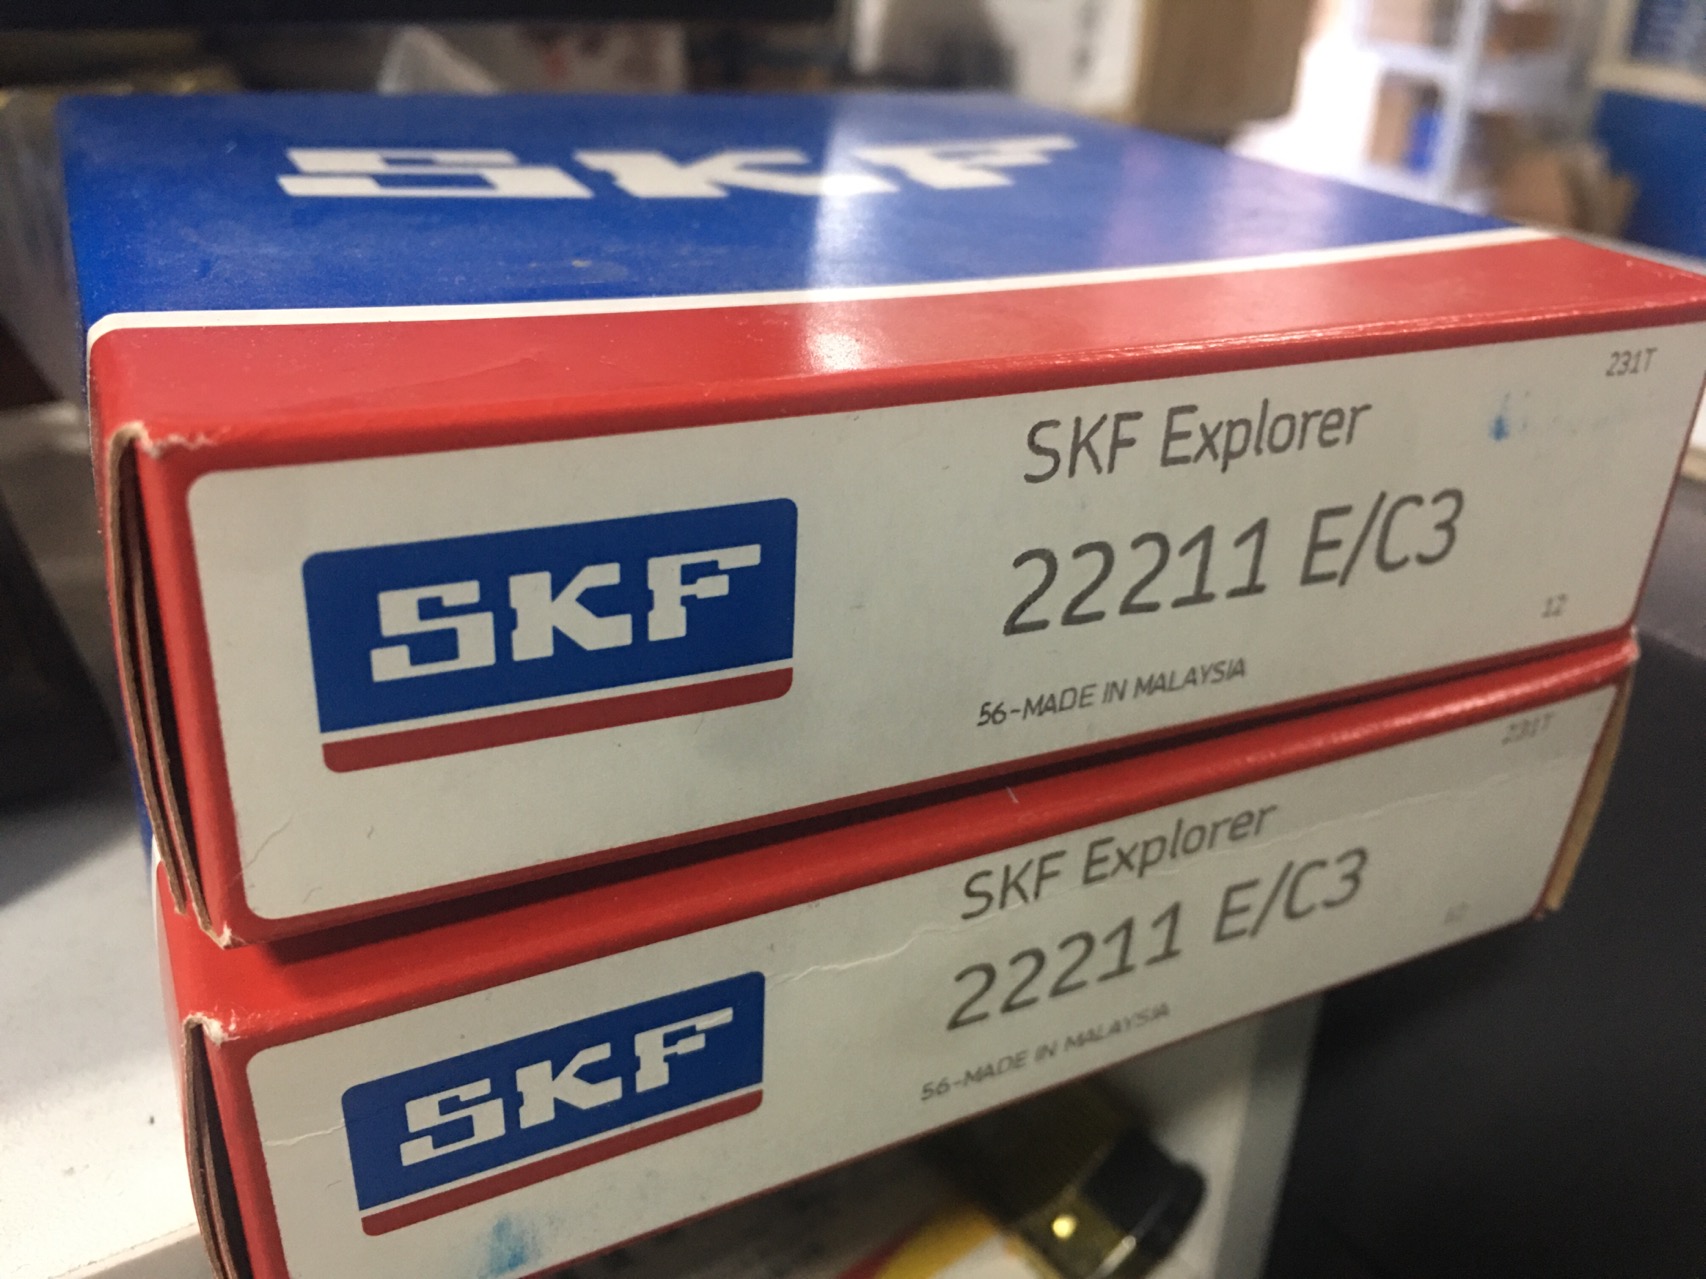 SKF
231T
SKF Explorer
SKF
22211 E/C3
12
56-MADE IN MALAYSIA
231T
SKF Explorer
SKF
22211 E/C3
56-MADE IN MALAYSIA